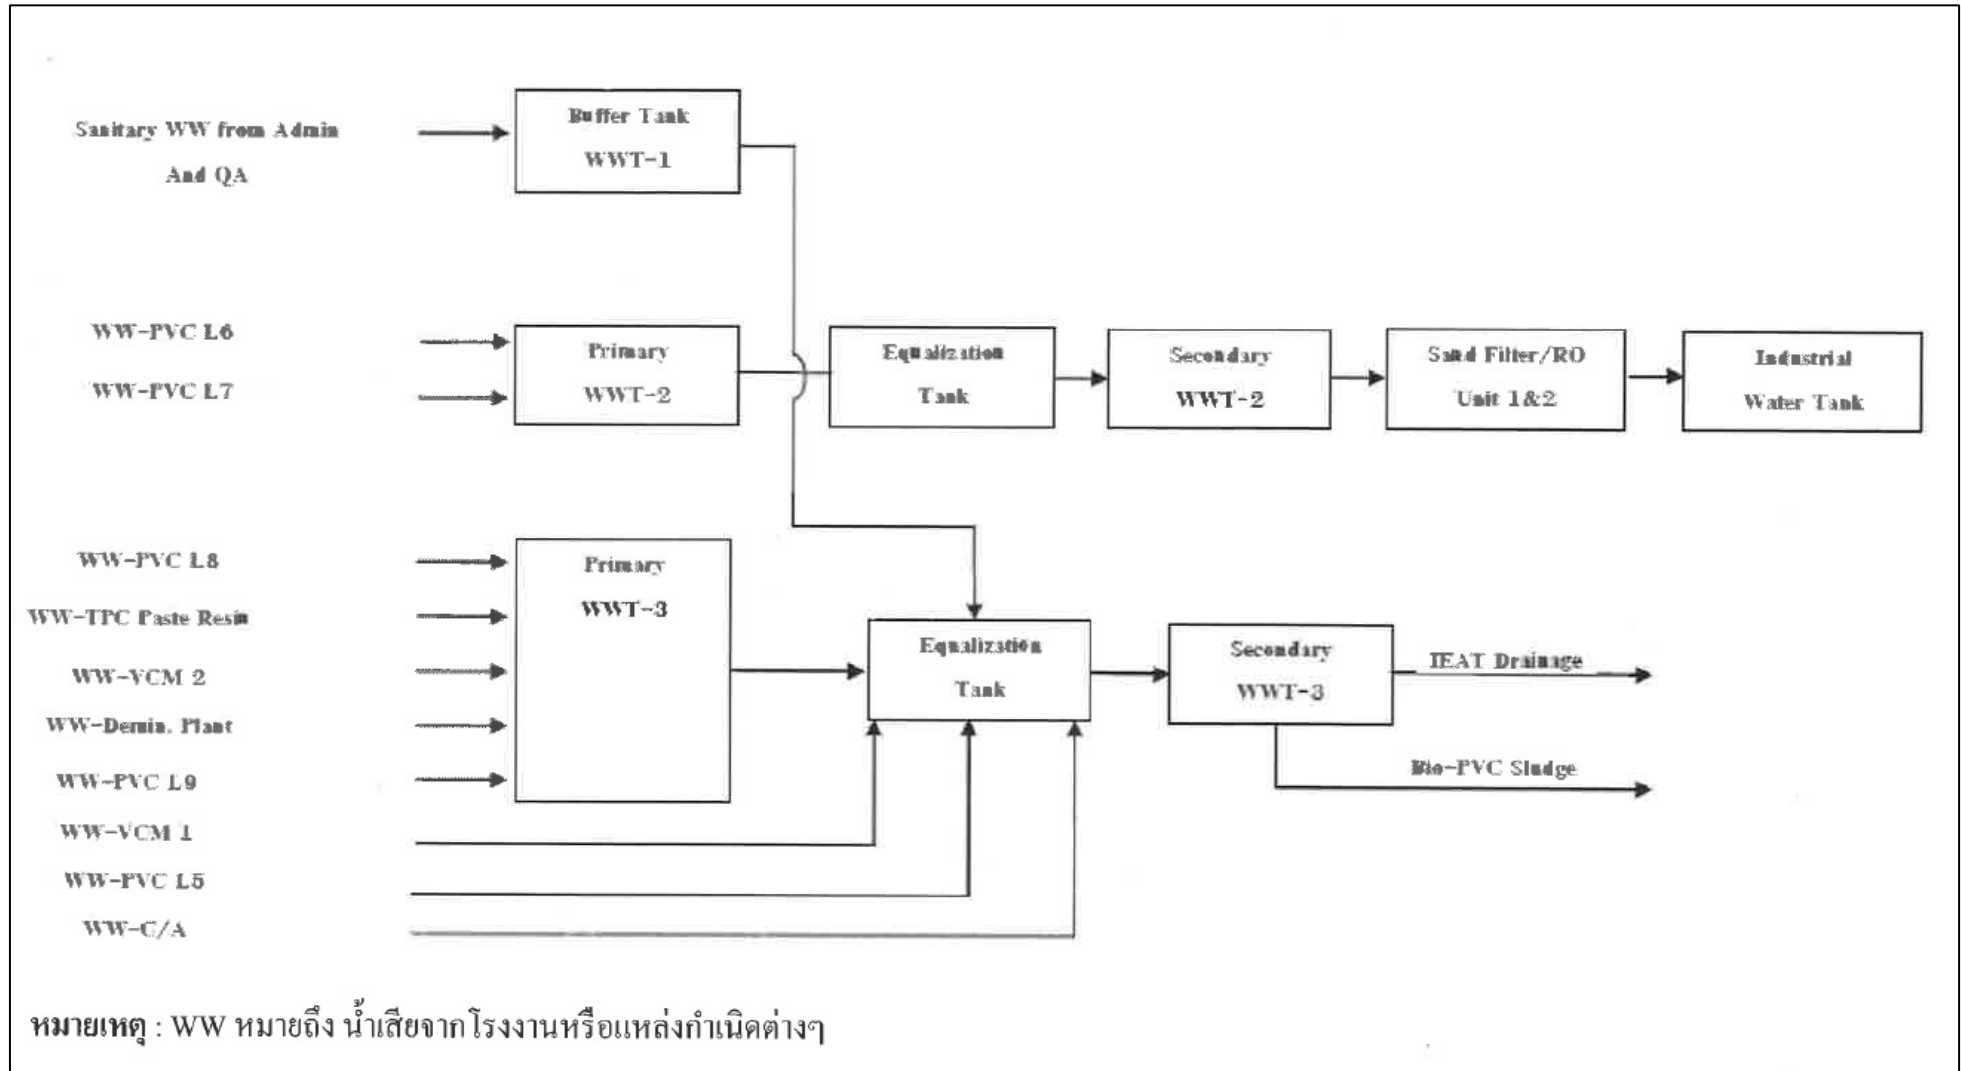 Sanitary WW from Admin
And QA
Buffer Tank
WWT-1
WW-PVC L6
WW-PVC L7
Primary
WWT-2
Equalization
Tank
Secondary
WWT-2
Sand Filter/RO
Unit 1&2
Industrial
Water Tank
WW-PVC L8
WW-TPC Paste Resin
WW-VCM 2
WW-Demin. Plant
WW-PVC L9
WW-VCM 1
WW-PVC L5
WW-C/A
Primary
WWT-3
Equalization
Tank
Secondary
WWT-3
IEAT Drainage
Bio-PVC Sludge
หมายเหตุ : WW หมายถึง น้ำเสียจากโรงงานหรือแหล่งกำเนิดต่างๆ